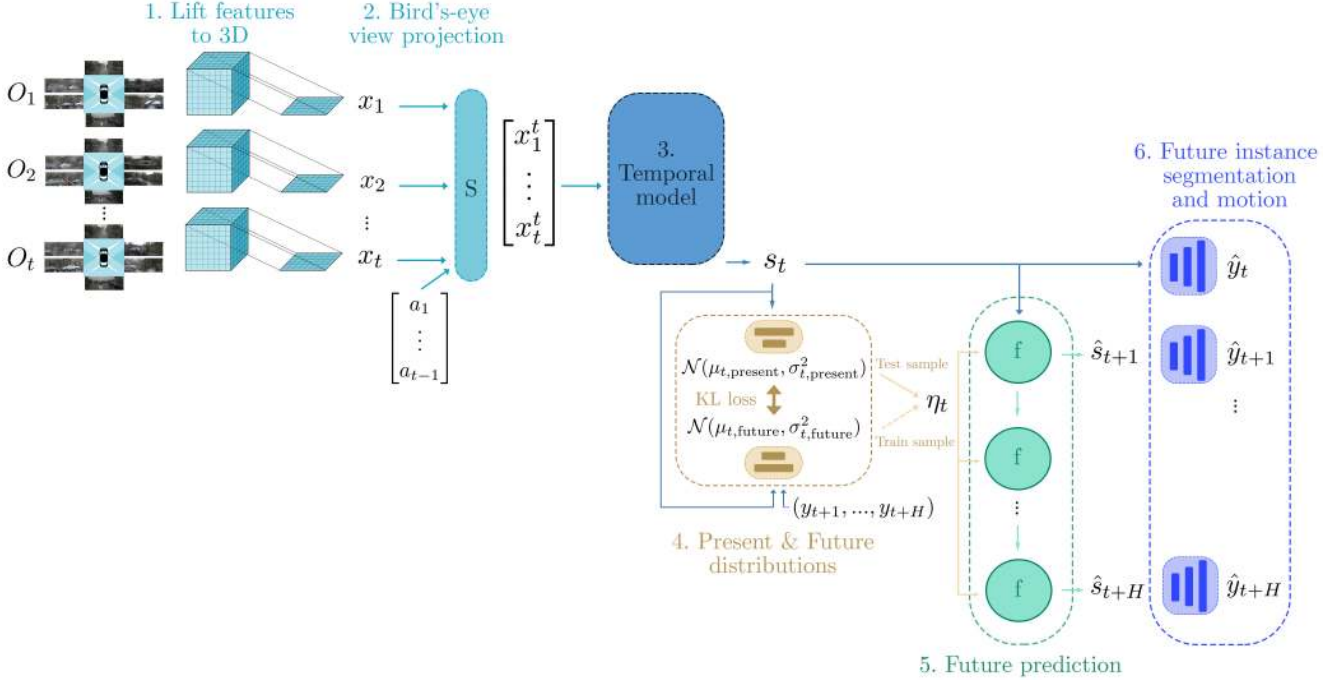 1. Lift features
to 3D
2. Bird's-eye
view projection
O₁
x₁
O₂
x₂
⋮
⋮
Oₜ
xₜ
a₁
⋮
aₜ₋₁
S
x₁ᵗ
⋮
xₜᵗ
3.
Temporal
model
sₜ
6. Future instance
segmentation
and motion
ŷₜ
N(μₜ,present, σ²ₜ,present)
Test sample
KL loss
ηₜ
N(μₜ,future, σ²ₜ,future)
Train sample
(yₜ₊₁, ..., yₜ₊H)
4. Present & Future
distributions
f
ŝₜ₊₁
ŷₜ₊₁
⋮
f
⋮
f
ŝₜ₊H
ŷₜ₊H
5. Future prediction